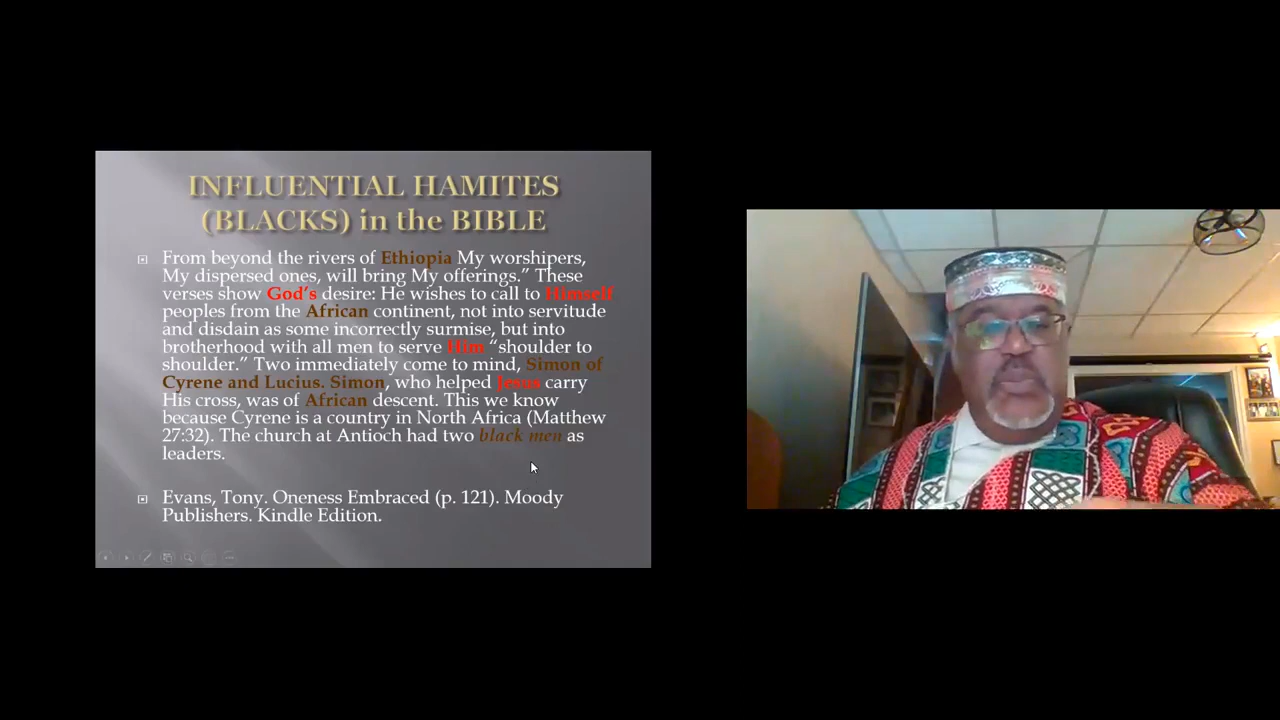 INFLUENTIAL HAMITES
(BLACKS) in the BIBLE
From beyond the rivers of Ethiopia My worshipers,
My dispersed ones, will bring My offerings.” These
verses show God’s desire: He wishes to call to Himself
peoples from the African continent, not into servitude
and disdain as some incorrectly surmise, but into
brotherhood with all men to serve Him “shoulder to
shoulder.” Two immediately come to mind, Simon of
Cyrene and Lucius. Simon, who helped Jesus carry
His cross, was of African descent. This we know
because Cyrene is a country in North Africa (Matthew
27:32). The church at Antioch had two black men as
leaders.
Evans, Tony. Oneness Embraced (p. 121). Moody
Publishers. Kindle Edition.